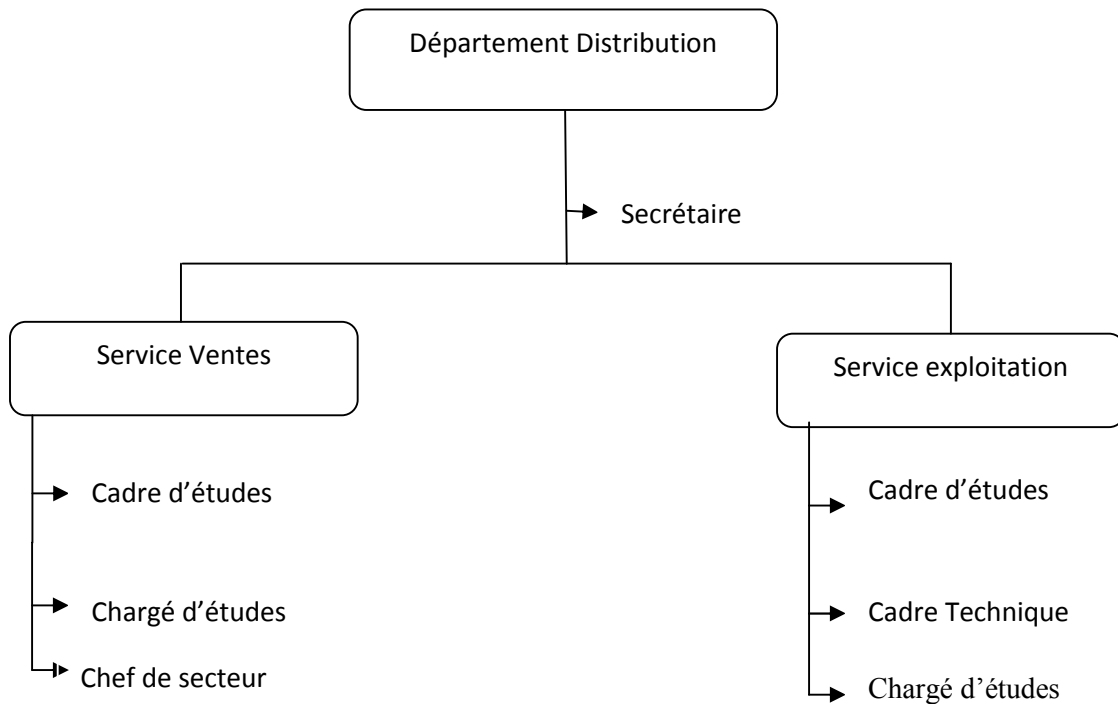 Département Distribution
Secrétaire
Service Ventes
Service exploitation
Cadre d’études
Cadre d’études
Chargé d’études
Cadre Technique
Chef de secteur
Chargé d’études